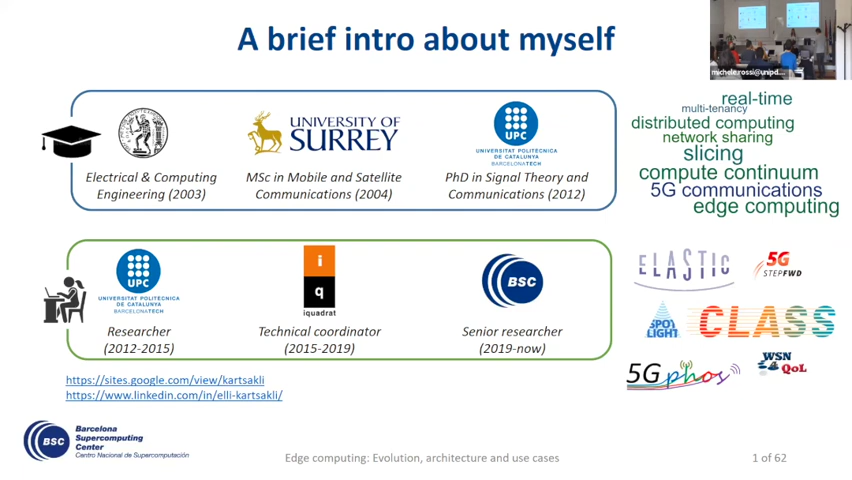 A brief intro about myself
michele.rossi@unipd....
UNIVERSITY OF
SURREY
UPC
UNIVERSITAT POLITÈCNICA
DE CATALUNYA
BARCELONATECH
Electrical & Computing
Engineering (2003)
MSc in Mobile and Satellite
Communications (2004)
PhD in Signal Theory and
Communications (2012)
real-time
multi-tenancy
distributed computing
network sharing
slicing
compute continuum
5G communications
edge computing
UPC
UNIVERSITAT POLITÈCNICA
DE CATALUNYA
BARCELONATECH
i
q
iquadrat
BSC
Researcher
(2012-2015)
Technical coordinator
(2015-2019)
Senior researcher
(2019-now)
ELASTIC
5G
STEPFWD
SPOT
LIGHT
CLASS
5Gphos
WSN
QoL
https://sites.google.com/view/kartsakli
https://www.linkedin.com/in/elli-kartsakli/
BSC
Barcelona
Supercomputing
Center
Centro Nacional de Supercomputación
Edge computing: Evolution, architecture and use cases
1 of 62